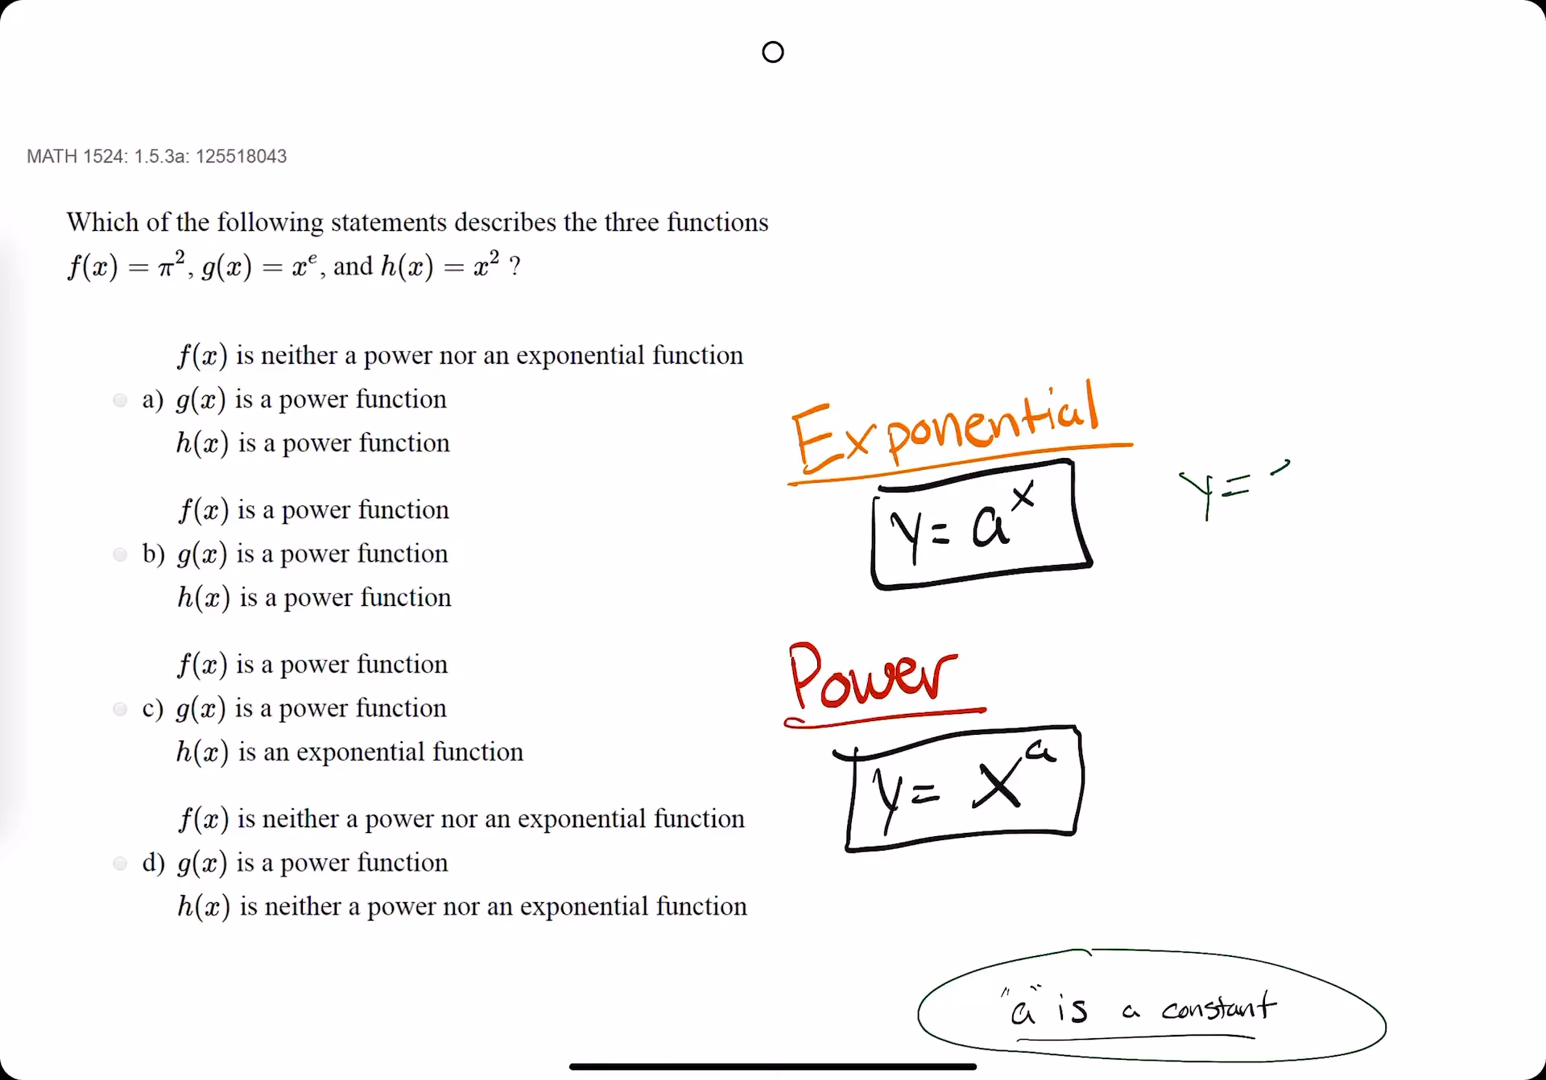 MATH 1524: 1.5.3a: 125518043
Which of the following statements describes the three functions
f(x) = π², g(x) = xᵉ, and h(x) = x² ?
f(x) is neither a power nor an exponential function
a) g(x) is a power function
h(x) is a power function
f(x) is a power function
b) g(x) is a power function
h(x) is a power function
f(x) is a power function
c) g(x) is a power function
h(x) is an exponential function
f(x) is neither a power nor an exponential function
d) g(x) is a power function
h(x) is neither a power nor an exponential function
Exponential
y = aˣ
y =
Power
y = xᵃ
"a" is a constant